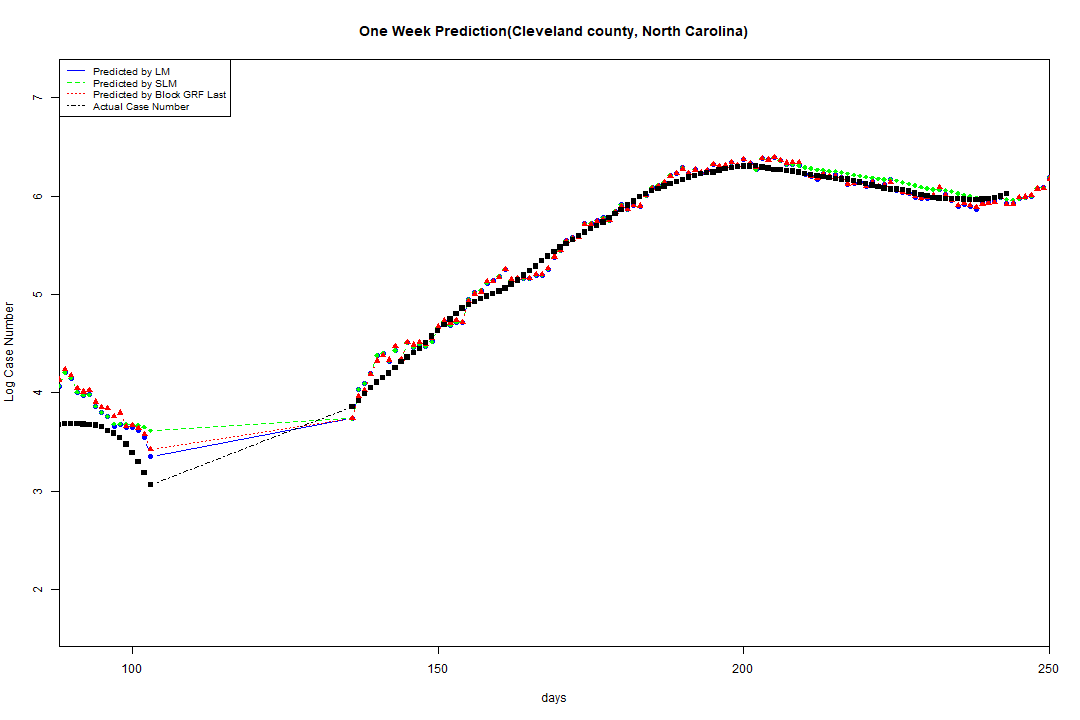 One Week Prediction(Cleveland county, North Carolina)
Predicted by LM
Predicted by SLM
Predicted by Block GRF Last
Actual Case Number
7
6
5
4
3
2
Log Case Number
100
150
200
250
days